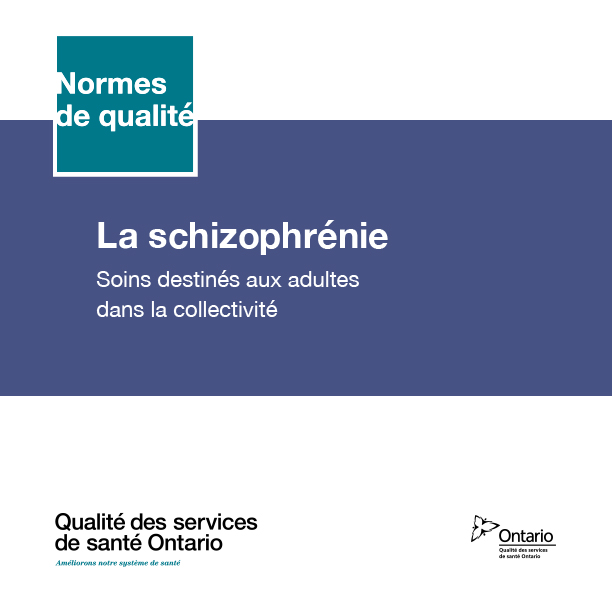 Normes
de qualité
La schizophrénie
Soins destinés aux adultes
dans la collectivité
Qualité des services
de santé Ontario
Améliorons notre système de santé
Ontario
Qualité des services
de santé Ontario